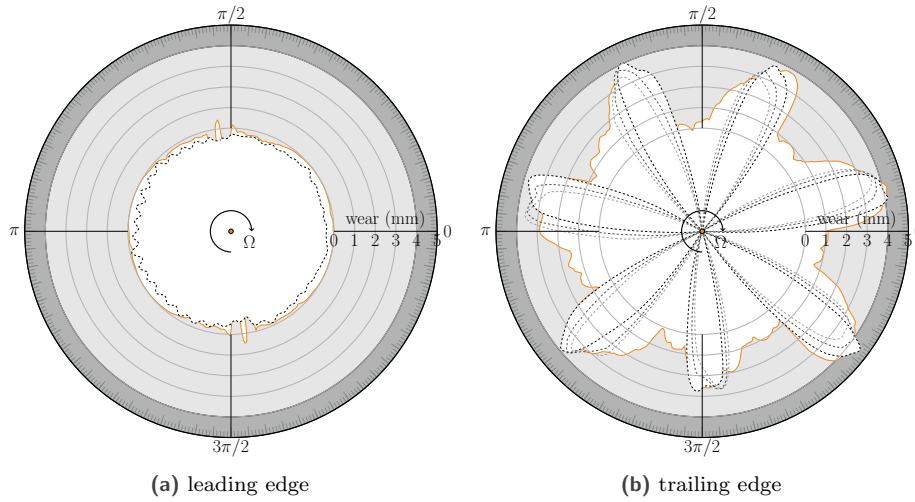 π/2
π/2
π
wear (mm)
0
Ω
0 1 2 3 4 5
3π/2
π
wear (mm)
0
Ω
0 1 2 3 4 5
3π/2
(a) leading edge
(b) trailing edge